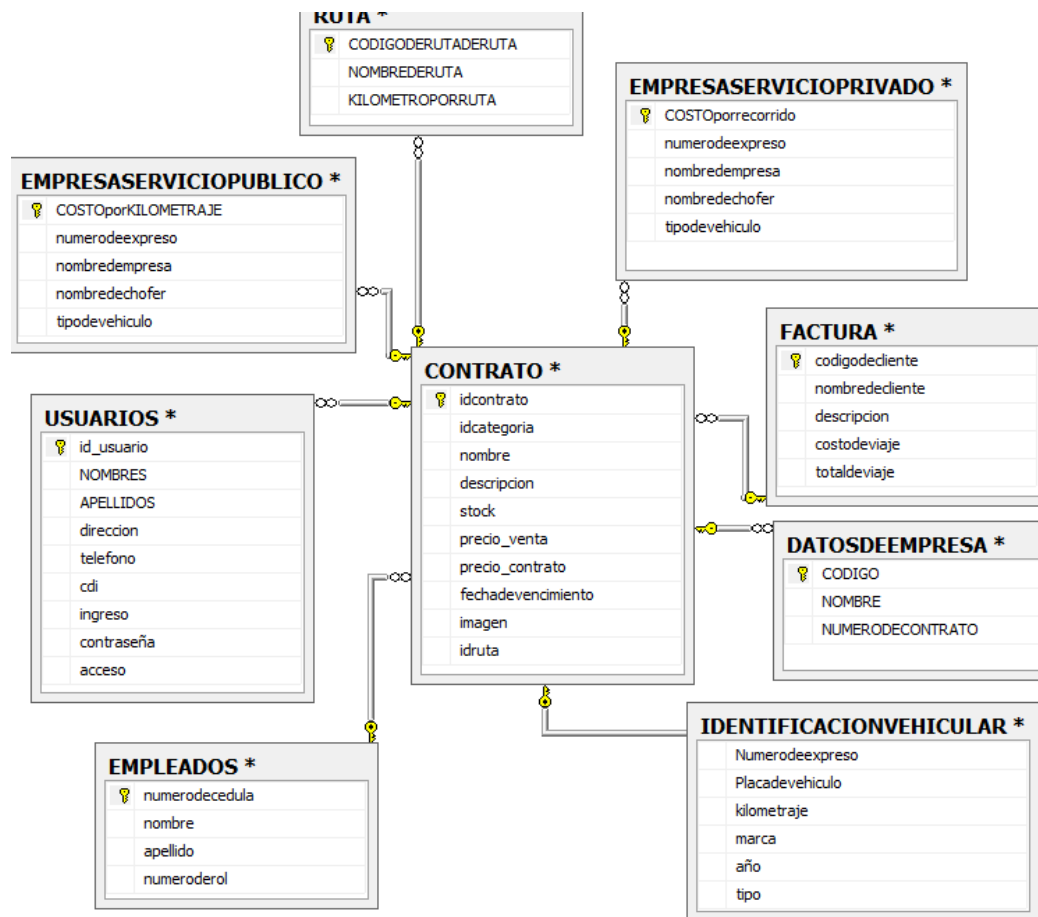 RUTA *
CODIGODERUTADERUTA
NOMBREDERUTA
KILOMETROPORRUTA
EMPRESASERVICIOPRIVADO *
COSTOporrecorrido
numerodeexpreso
nombredempresa
nombredechofer
tipodevehiculo
EMPRESASERVICIOPUBLICO *
COSTOporKILOMETRAJE
numerodeexpreso
nombredempresa
nombredechofer
tipodevehiculo
FACTURA *
codigodecliente
nombredecliente
descripcion
costodeviaje
totaldeviaje
CONTRATO *
idcontrato
idcategoria
nombre
descripcion
stock
precio_venta
precio_contrato
fechadevencimiento
imagen
idruta
USUARIOS *
id_usuario
NOMBRES
APELLIDOS
direccion
telefono
cdi
ingreso
contraseña
acceso
DATOSDEEMPRESA *
CODIGO
NOMBRE
NUMERODECONTRATO
IDENTIFICACIONVEHICULAR *
Numerodeexpreso
Placadevehiculo
kilometraje
marca
año
tipo
EMPLEADOS *
numerodecedula
nombre
apellido
numeroderol